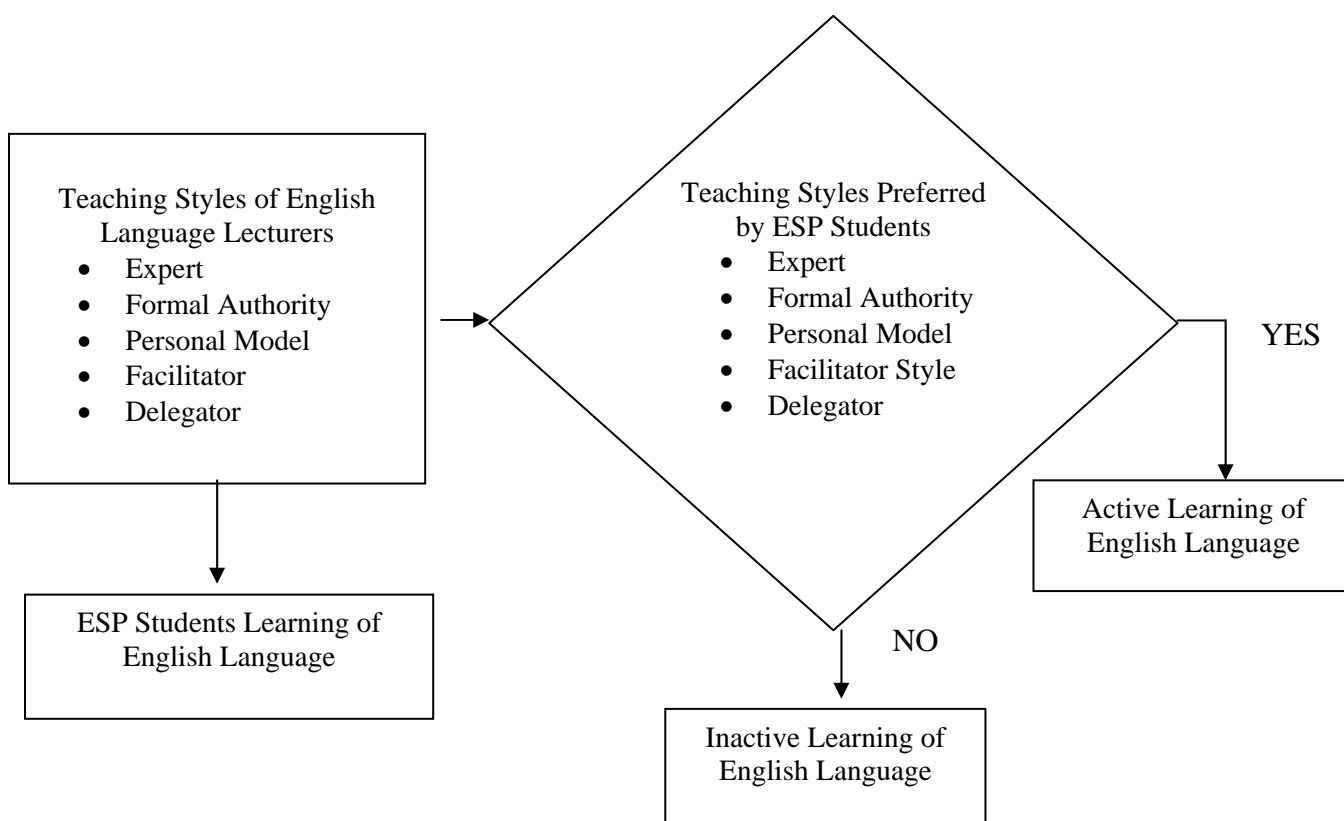 Teaching Styles of English
Language Lecturers
• Expert
• Formal Authority
• Personal Model
• Facilitator
• Delegator
Teaching Styles Preferred
by ESP Students
• Expert
• Formal Authority
• Personal Model
• Facilitator Style
• Delegator
YES
Active Learning of
English Language
ESP Students Learning of
English Language
NO
Inactive Learning of
English Language